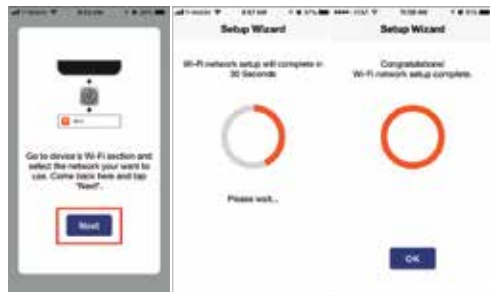 Go to device's Wi-Fi section and
select the network your want to
use. Come back here and tap
"Next".
Next
Setup Wizard
Wi-Fi network setup will complete in
30 Seconds
Please wait...
Setup Wizard
Congratulations!
Wi-Fi network setup complete.
OK